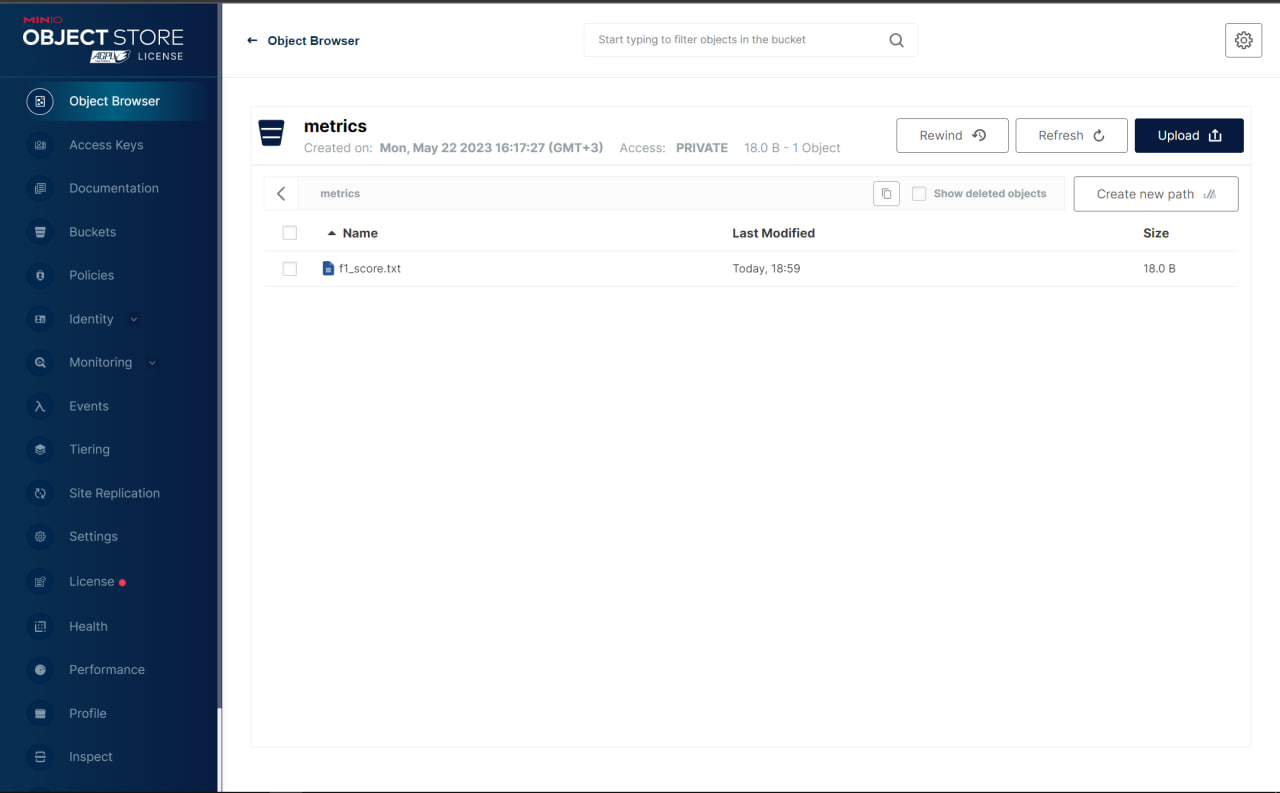 MINIO
OBJECT STORE
AGPLV3 LICENSE
Object Browser
Access Keys
Documentation
Buckets
Policies
Identity
Monitoring
Events
Tiering
Site Replication
Settings
License
Health
Performance
Profile
Inspect
← Object Browser
Start typing to filter objects in the bucket
metrics
Created on: Mon, May 22 2023 16:17:27 (GMT+3) Access: PRIVATE 18.0 B - 1 Object
Rewind Refresh Upload
metrics Show deleted objects Create new path
Name Last Modified Size
f1_score.txt Today, 18:59 18.0 B